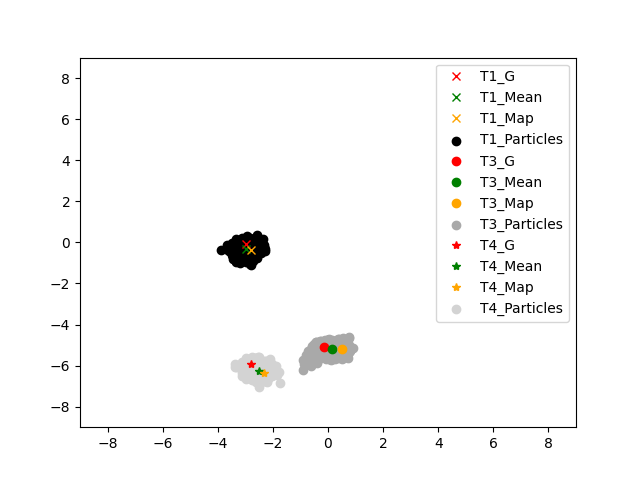 8
6
4
2
0
−2
−4
−6
−8
−8 −6 −4 −2 0 2 4 6 8
T1_G
T1_Mean
T1_Map
T1_Particles
T3_G
T3_Mean
T3_Map
T3_Particles
T4_G
T4_Mean
T4_Map
T4_Particles